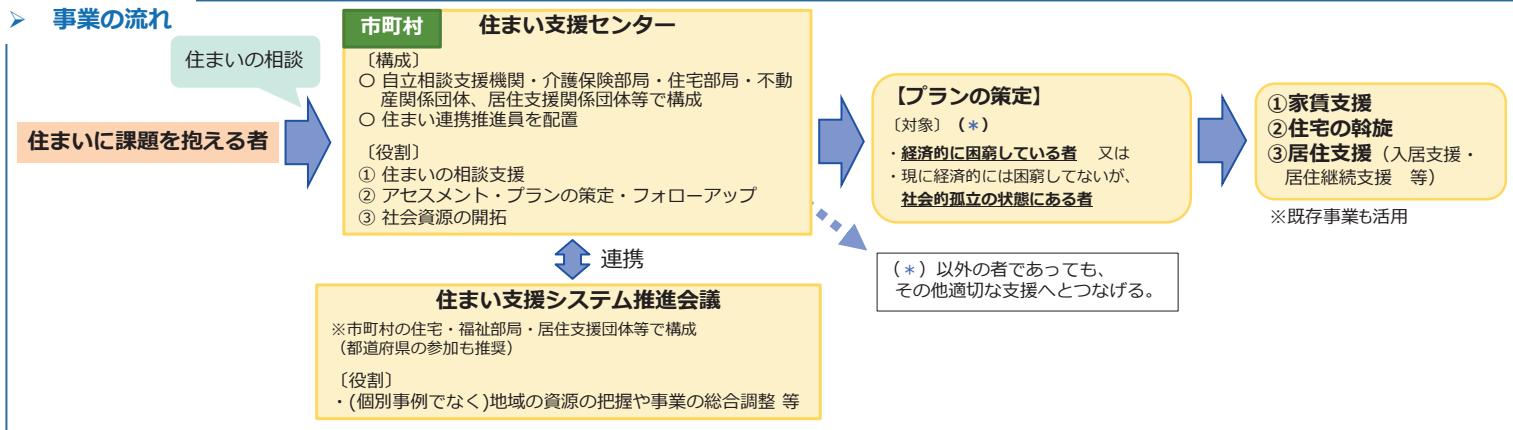 ➢ 事業の流れ
住まいの相談
住まいに課題を抱える者
市町村
住まい支援センター
〔構成〕
〇 自立相談支援機関・介護保険部局・住宅部局・不動
産関係団体、居住支援関係団体等で構成
〇 住まい連携推進員を配置
〔役割〕
① 住まいの相談支援
② アセスメント・プランの策定・フォローアップ
③ 社会資源の開拓
連携
住まい支援システム推進会議
※市町村の住宅・福祉部局・居住支援団体等で構成
（都道府県の参加も推奨）
〔役割〕
・(個別事例でなく)地域の資源の把握や事業の総合調整 等
【プランの策定】
〔対象〕（*）
・経済的に困窮している者　又は
・現に経済的には困窮してないが、
社会的孤立の状態にある者
（*）以外の者であっても、
その他適切な支援へとつなげる。
①家賃支援
②住宅の斡旋
③居住支援（入居支援・
居住継続支援　等）
※既存事業も活用